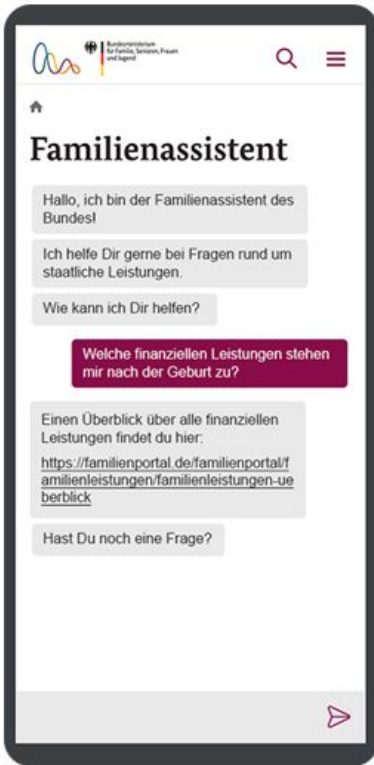 Bundesministerium
für Familie, Senioren, Frauen
und Jugend
Familienassistent
Hallo, ich bin der Familienassistent des
Bundes!
Ich helfe Dir gerne bei Fragen rund um
staatliche Leistungen.
Wie kann ich Dir helfen?
Welche finanziellen Leistungen stehen
mir nach der Geburt zu?
Einen Überblick über alle finanziellen
Leistungen findet du hier:
https://familienportal.de/familienportal/f
amilienleistungen/familienleistungen-ue
berblick
Hast Du noch eine Frage?